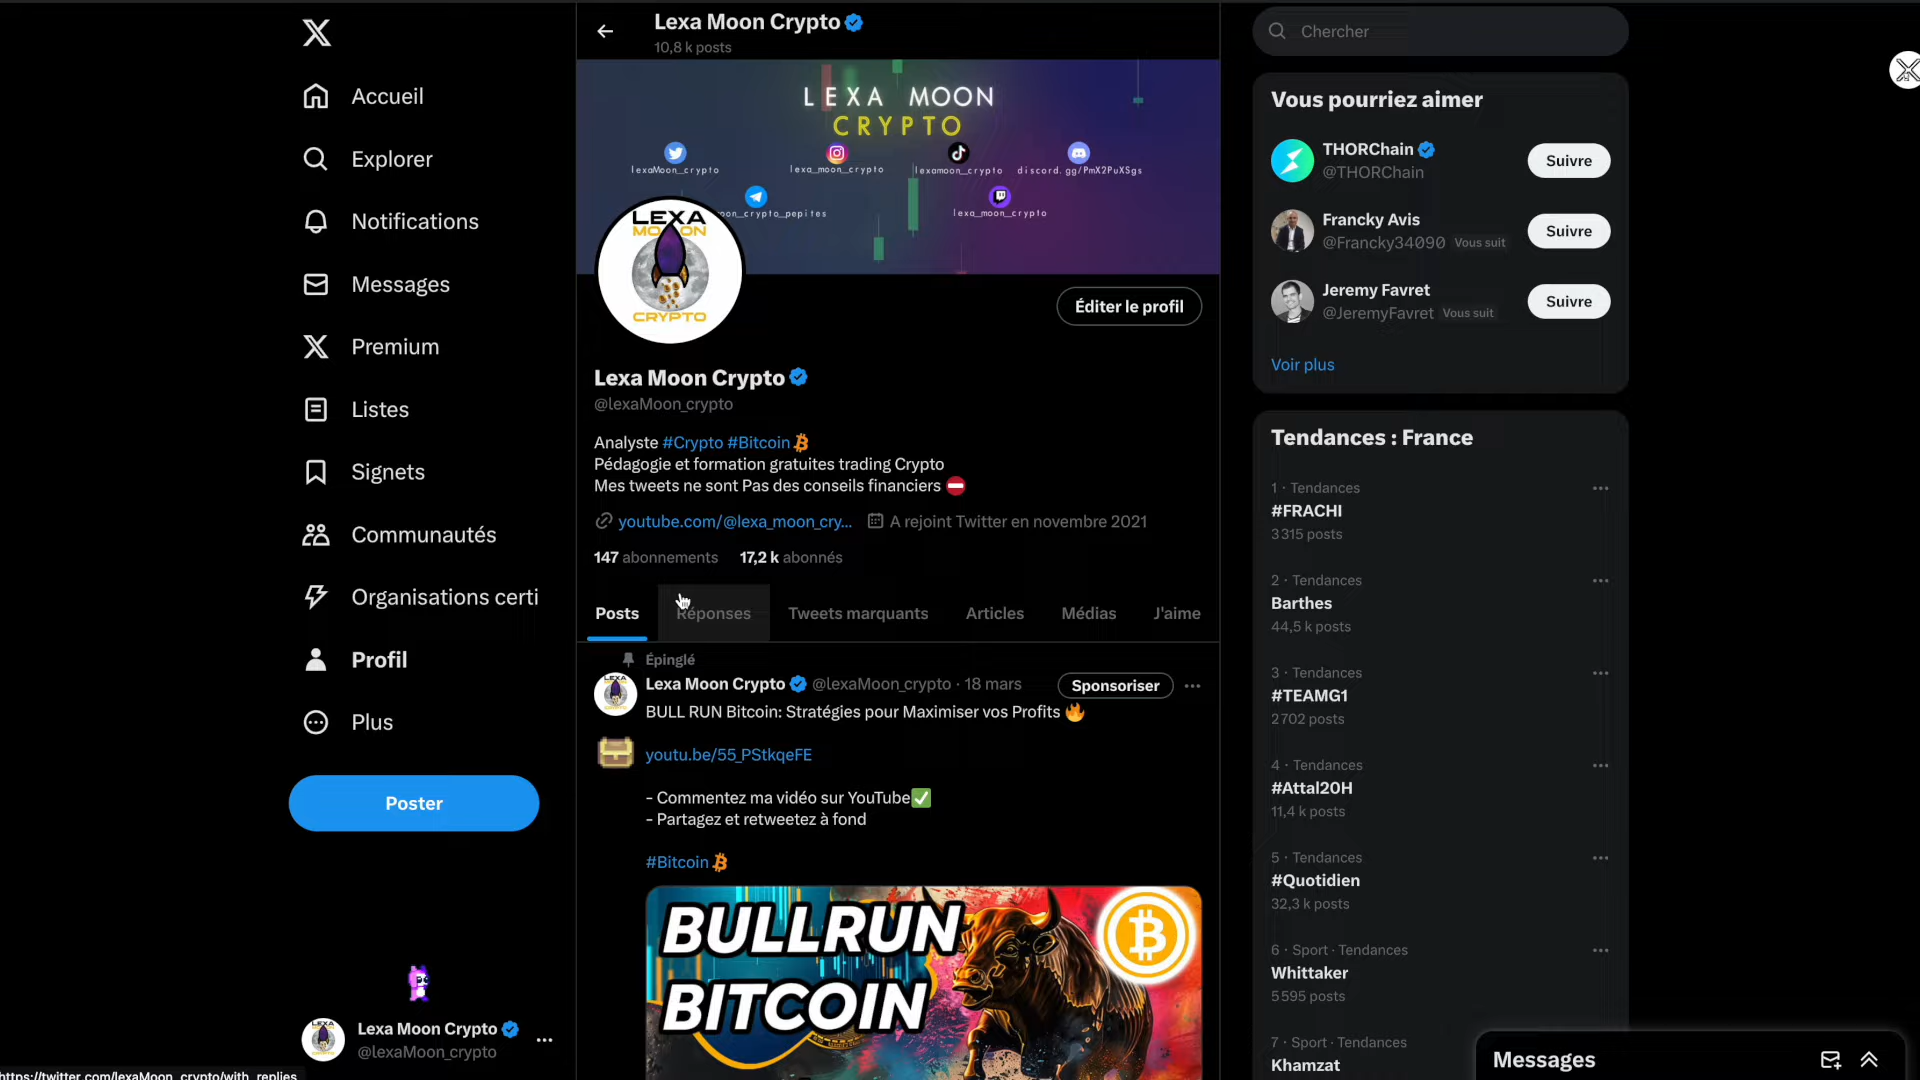 Accueil
Explorer
Notifications
Messages
Premium
Listes
Signets
Communautés
Organisations certi
Profil
Plus
Poster
Lexa Moon Crypto
@lexaMoon_crypto
https://twitter.com/lexaMoon_crypto/with_replies
Lexa Moon Crypto
10,8 k posts
LEXA MOON
CRYPTO
lexaMoon_crypto
lexa_moon_crypto
lexamoon_crypto
discord.gg/PmX2PuXSgs
oon_crypto_pepites
lexa_moon_crypto
LEXA
MOON
CRYPTO
Éditer le profil
Lexa Moon Crypto
@lexaMoon_crypto
Analyste #Crypto #Bitcoin
Pédagogie et formation gratuites trading Crypto
Mes tweets ne sont Pas des conseils financiers
youtube.com/@lexa_moon_cry... A rejoint Twitter en novembre 2021
147 abonnements 17,2 k abonnés
Posts Réponses Tweets marquants Articles Médias J'aime
Épinglé
Lexa Moon Crypto @lexaMoon_crypto · 18 mars
Sponsoriser
BULL RUN Bitcoin: Stratégies pour Maximiser vos Profits
youtu.be/55_PStkqeFE
- Commentez ma vidéo sur YouTube
- Partagez et retweetez à fond
#Bitcoin
BULLRUN
BITCOIN
Chercher
Vous pourriez aimer
THORChain
@THORChain
Suivre
Francky Avis
@Francky34090 Vous suit
Suivre
Jeremy Favret
@JeremyFavret Vous suit
Suivre
Voir plus
Tendances : France
1 · Tendances
#FRACHI
3 315 posts
2 · Tendances
Barthes
44,5 k posts
3 · Tendances
#TEAMG1
2 702 posts
4 · Tendances
#Attal20H
11,4 k posts
5 · Tendances
#Quotidien
32,3 k posts
6 · Sport · Tendances
Whittaker
5 595 posts
7 · Sport · Tendances
Khamzat
Messages